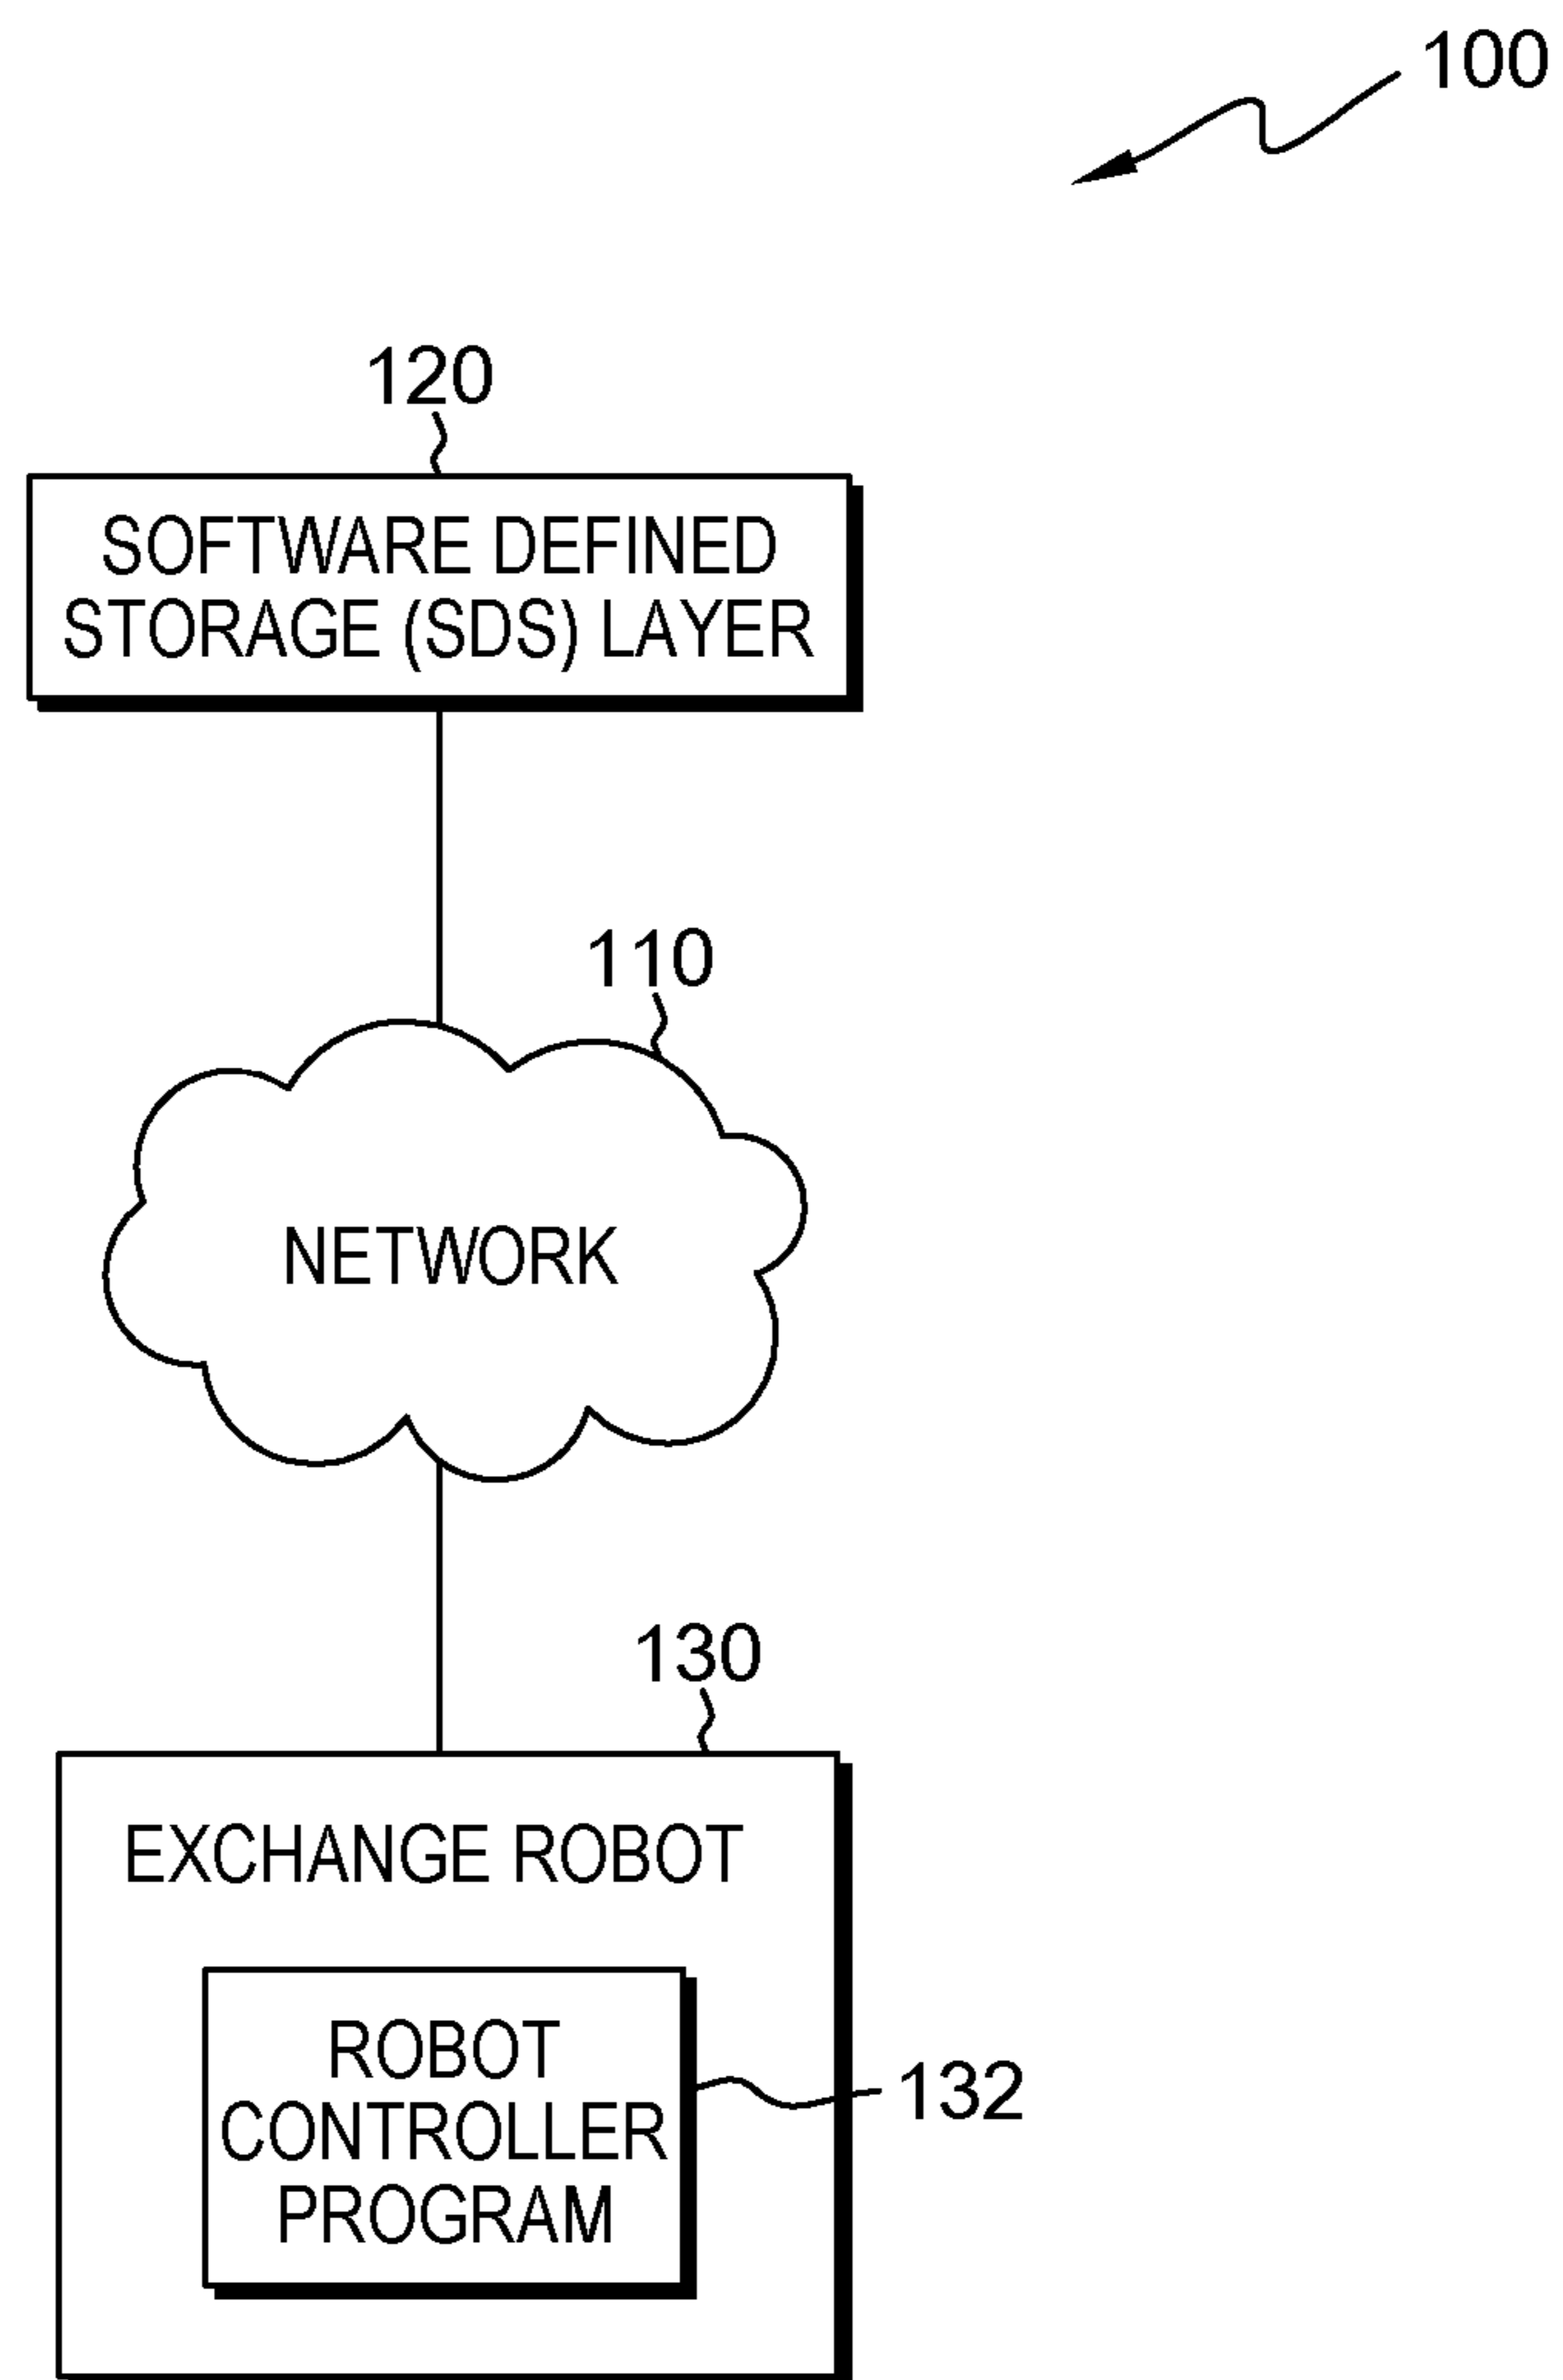 100
120
SOFTWARE DEFINED
STORAGE (SDS) LAYER
110
NETWORK
130
EXCHANGE ROBOT
ROBOT
CONTROLLER
PROGRAM
132